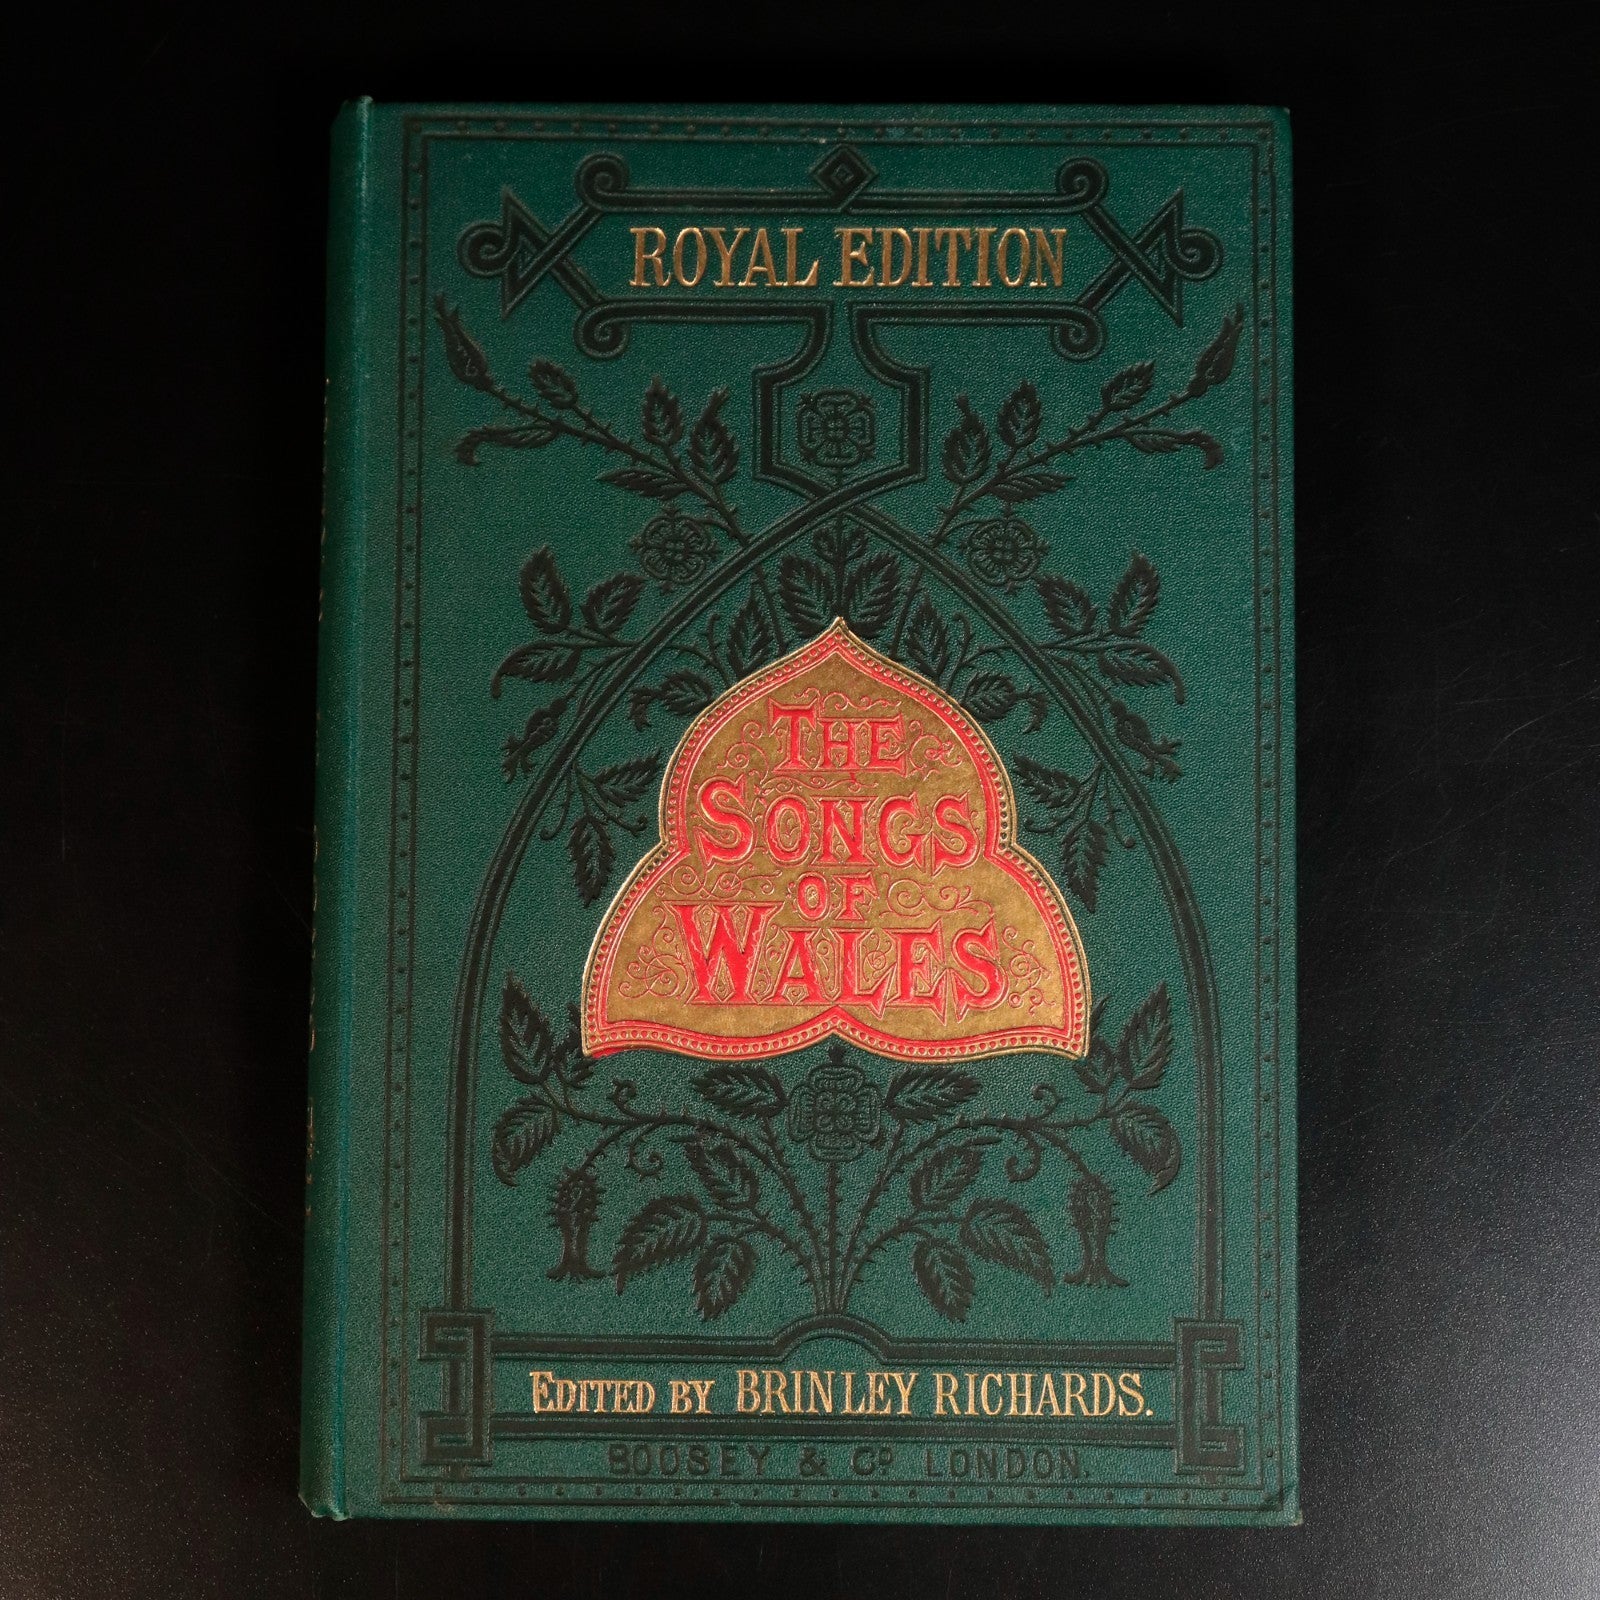 ROYAL EDITION
THE
SONGS
OF
WALES.
EDITED BY BRINLEY RICHARDS.
BOOSEY & Co LONDON.